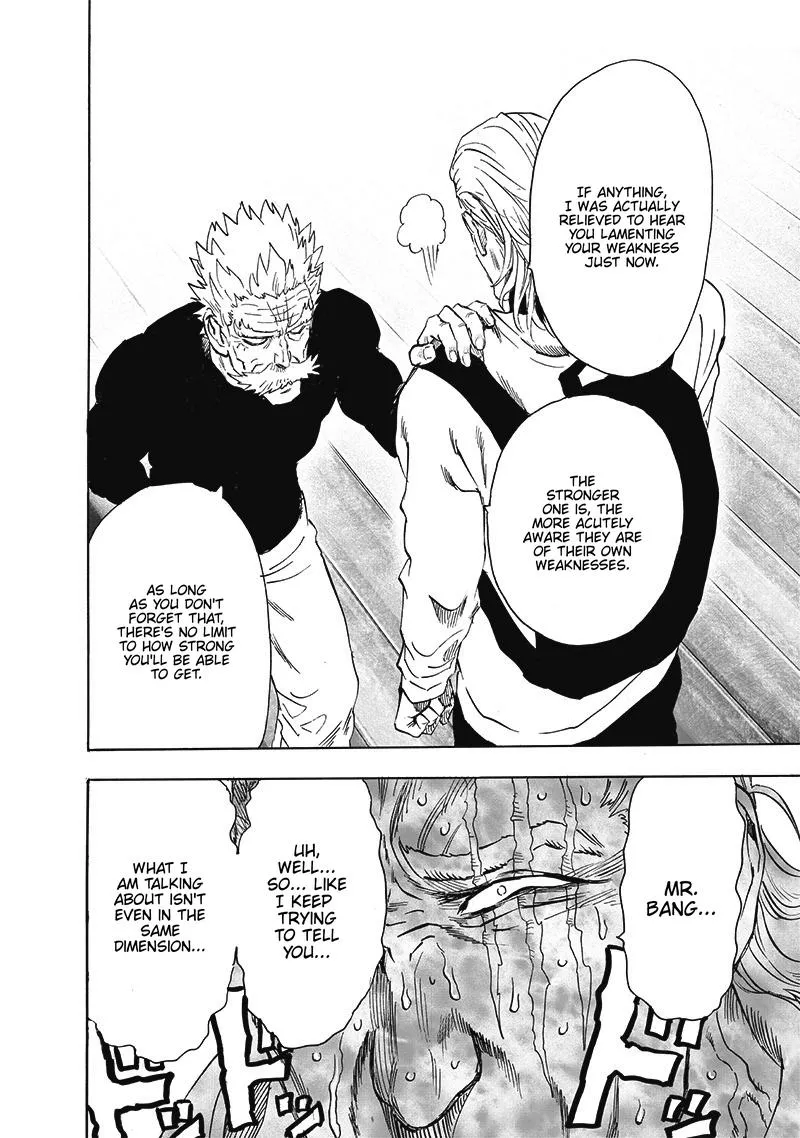 IF ANYTHING,
I WAS ACTUALLY
RELIEVED TO HEAR
YOU LAMENTING
YOUR WEAKNESS
JUST NOW.
THE
STRONGER
ONE IS, THE
MORE ACUTELY
AWARE THEY ARE
OF THEIR OWN
WEAKNESSES.
AS LONG
AS YOU DON'T
FORGET THAT,
THERE'S NO LIMIT
TO HOW STRONG
YOU'LL BE ABLE
TO GET.
MR.
BANG...
UH,
WELL...
SO... LIKE
I KEEP
TRYING
TO TELL
YOU...
WHAT I
AM TALKING
ABOUT ISN'T
EVEN IN THE
SAME
DIMENSION...
ド
ド
ド